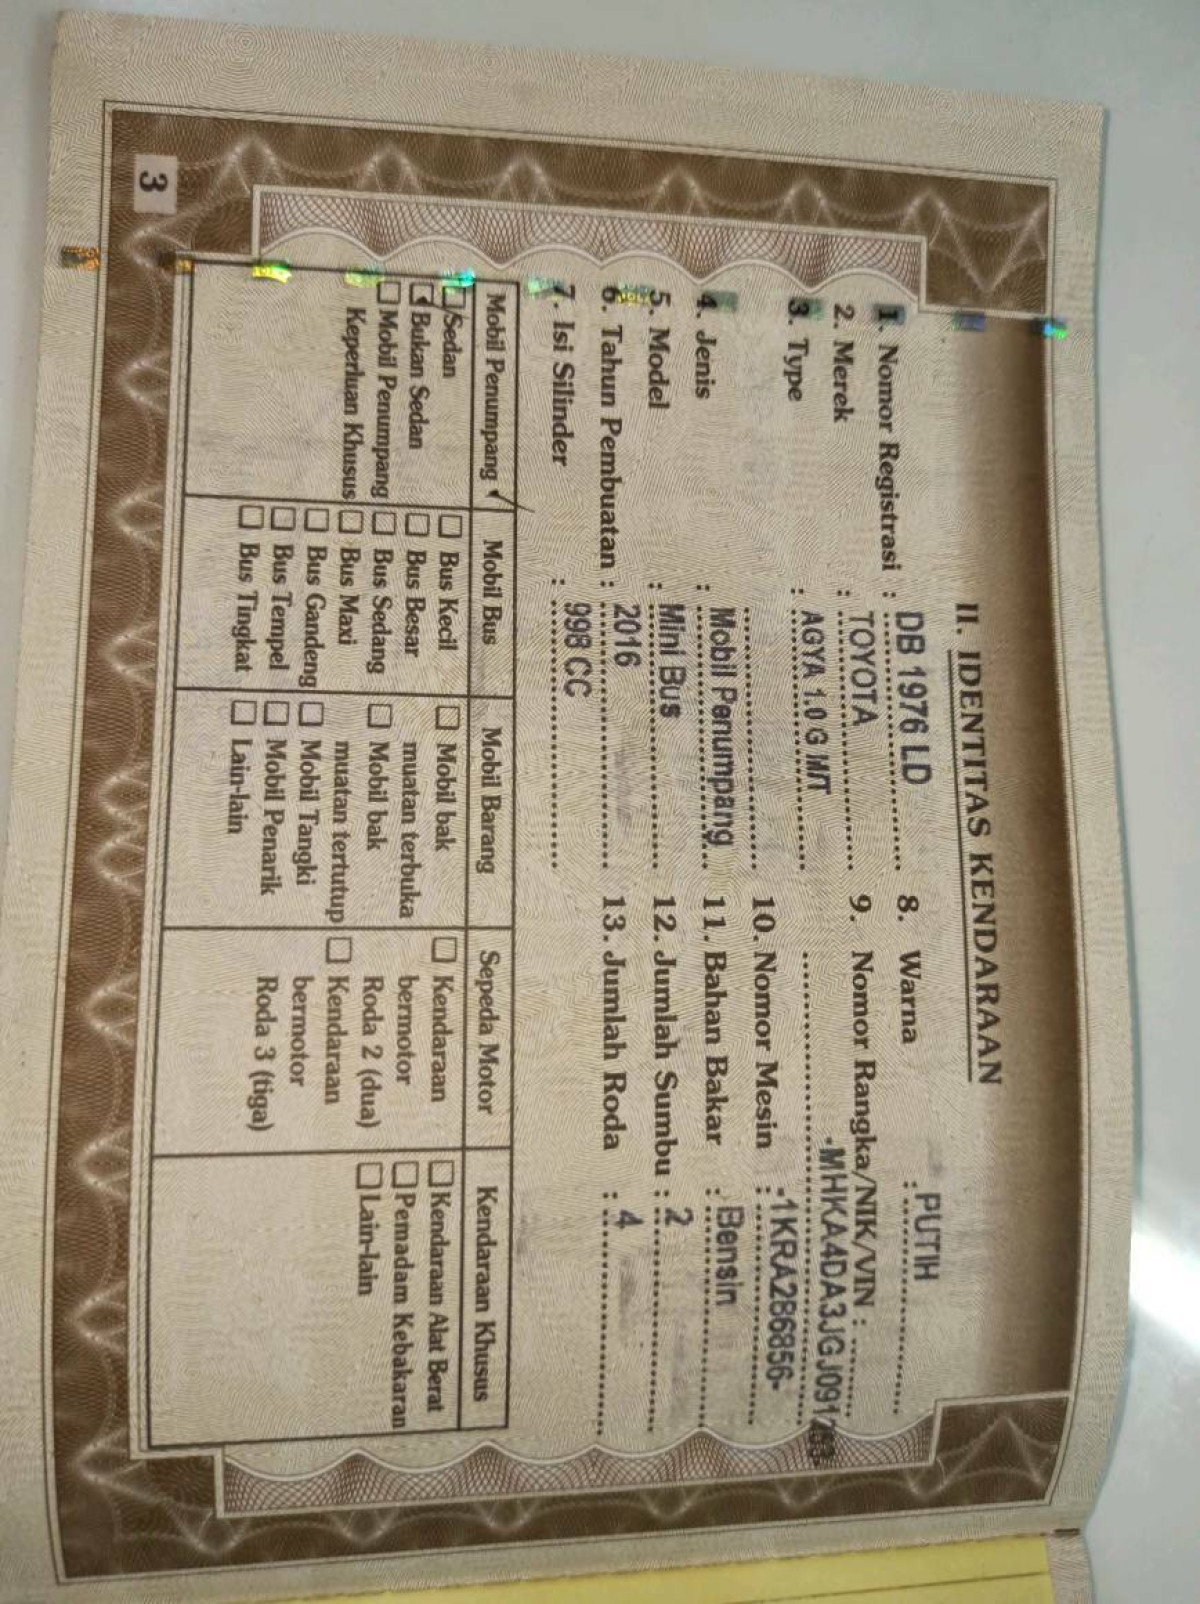 II. IDENTITAS KENDARAAN
1. Nomor Registrasi : DB 1976 LD
2. Merek : TOYOTA
3. Type : AGYA 1.0 G M/T
4. Jenis : Mobil Penumpang
5. Model : Mini Bus
6. Tahun Pembuatan : 2016
7. Isi Silinder : 998 CC
8. Warna : PUTIH
9. Nomor Rangka/NIK/VIN :
-MHKA4DA3JGJ091783-
10. Nomor Mesin : -1KRA286856-
11. Bahan Bakar : Bensin
12. Jumlah Sumbu : 2
13. Jumlah Roda : 4
Mobil Penumpang ✓
☐ Sedan
☑ Bukan Sedan
☐ Mobil Penumpang
Keperluan Khusus
Mobil Bus
☐ Bus Kecil
☐ Bus Besar
☐ Bus Sedang
☐ Bus Maxi
☐ Bus Gandeng
☐ Bus Tempel
☐ Bus Tingkat
Mobil Barang
☐ Mobil bak
muatan terbuka
☐ Mobil bak
muatan tertutup
☐ Mobil Tangki
☐ Mobil Penarik
☐ Lain-lain
Sepeda Motor
☐ Kendaraan
bermotor
Roda 2 (dua)
☐ Kendaraan
bermotor
Roda 3 (tiga)
Kendaraan Khusus
☐ Kendaraan Alat Berat
☐ Pemadam Kebakaran
☐ Lain-lain
3